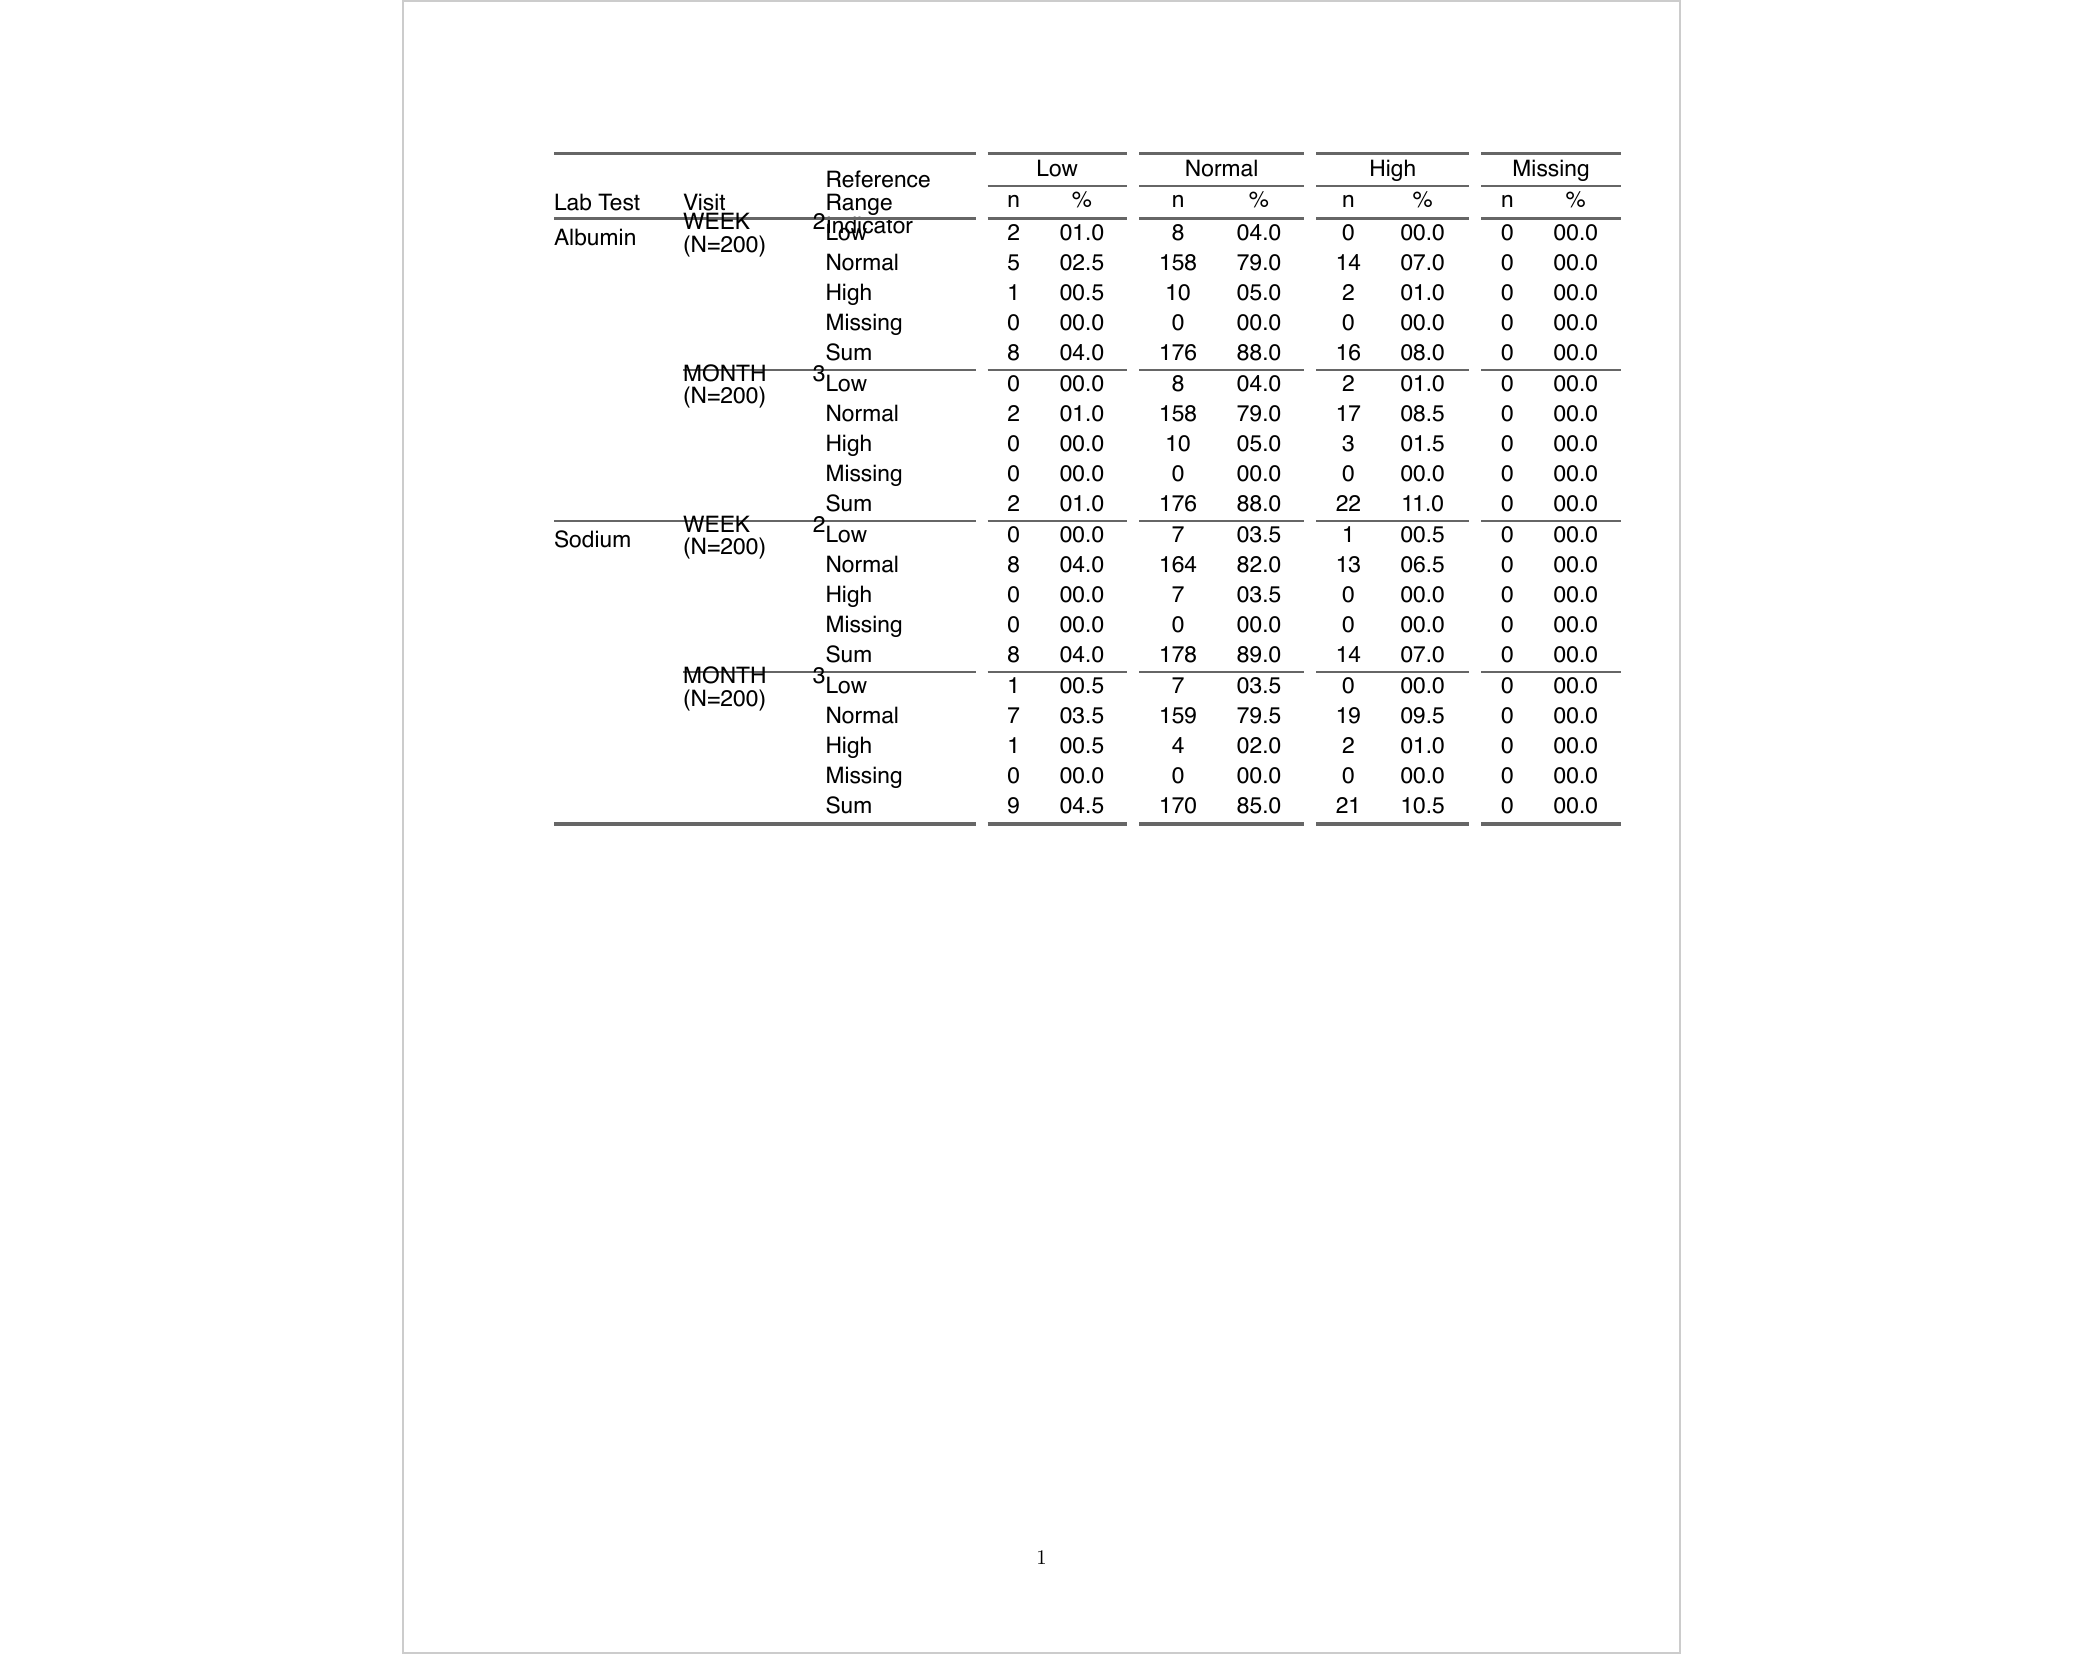 Low Normal High Missing
Reference
Lab Test Visit Range n % n % n % n %
Indicator
Albumin WEEK 2 Low 2 01.0 8 04.0 0 00.0 0 00.0
(N=200)
Normal 5 02.5 158 79.0 14 07.0 0 00.0
High 1 00.5 10 05.0 2 01.0 0 00.0
Missing 0 00.0 0 00.0 0 00.0 0 00.0
Sum 8 04.0 176 88.0 16 08.0 0 00.0
MONTH 3 Low 0 00.0 8 04.0 2 01.0 0 00.0
(N=200)
Normal 2 01.0 158 79.0 17 08.5 0 00.0
High 0 00.0 10 05.0 3 01.5 0 00.0
Missing 0 00.0 0 00.0 0 00.0 0 00.0
Sum 2 01.0 176 88.0 22 11.0 0 00.0
Sodium WEEK 2 Low 0 00.0 7 03.5 1 00.5 0 00.0
(N=200)
Normal 8 04.0 164 82.0 13 06.5 0 00.0
High 0 00.0 7 03.5 0 00.0 0 00.0
Missing 0 00.0 0 00.0 0 00.0 0 00.0
Sum 8 04.0 178 89.0 14 07.0 0 00.0
MONTH 3 Low 1 00.5 7 03.5 0 00.0 0 00.0
(N=200)
Normal 7 03.5 159 79.5 19 09.5 0 00.0
High 1 00.5 4 02.0 2 01.0 0 00.0
Missing 0 00.0 0 00.0 0 00.0 0 00.0
Sum 9 04.5 170 85.0 21 10.5 0 00.0
1